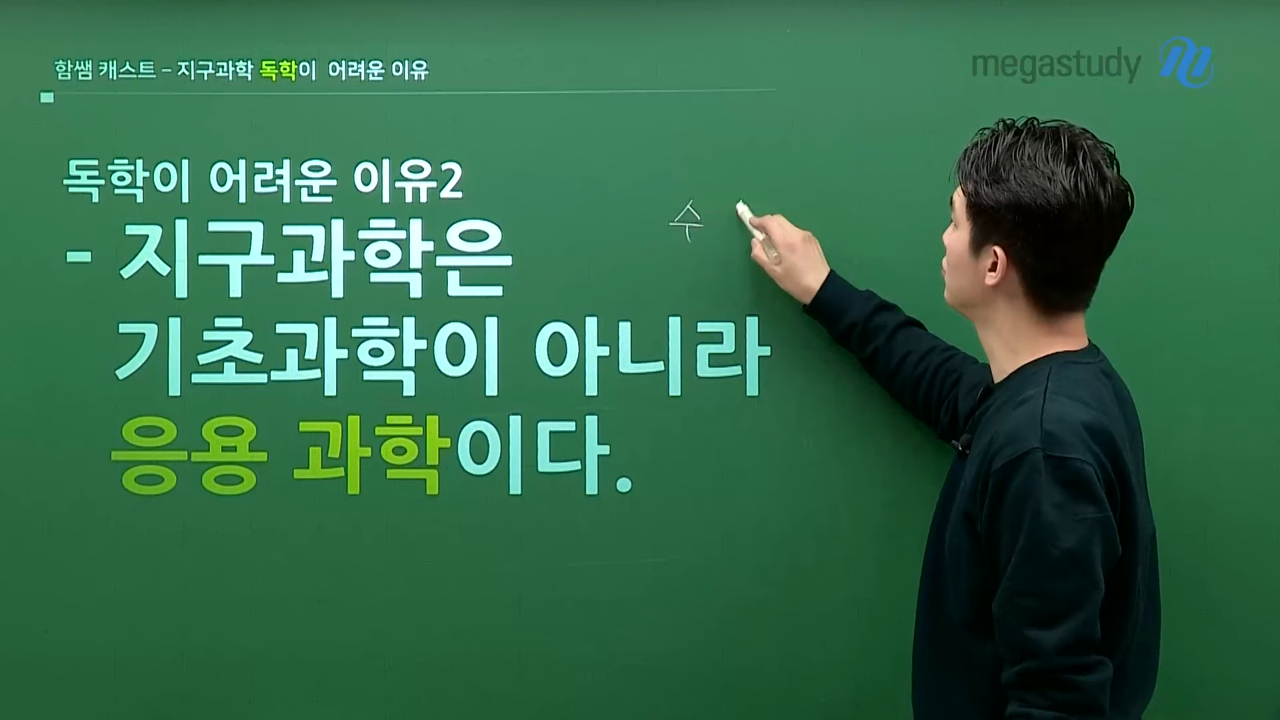 함쌤 캐스트 – 지구과학 독학이 어려운 이유
megastudy
독학이 어려운 이유2
- 지구과학은
기초과학이 아니라
응용 과학이다.
수